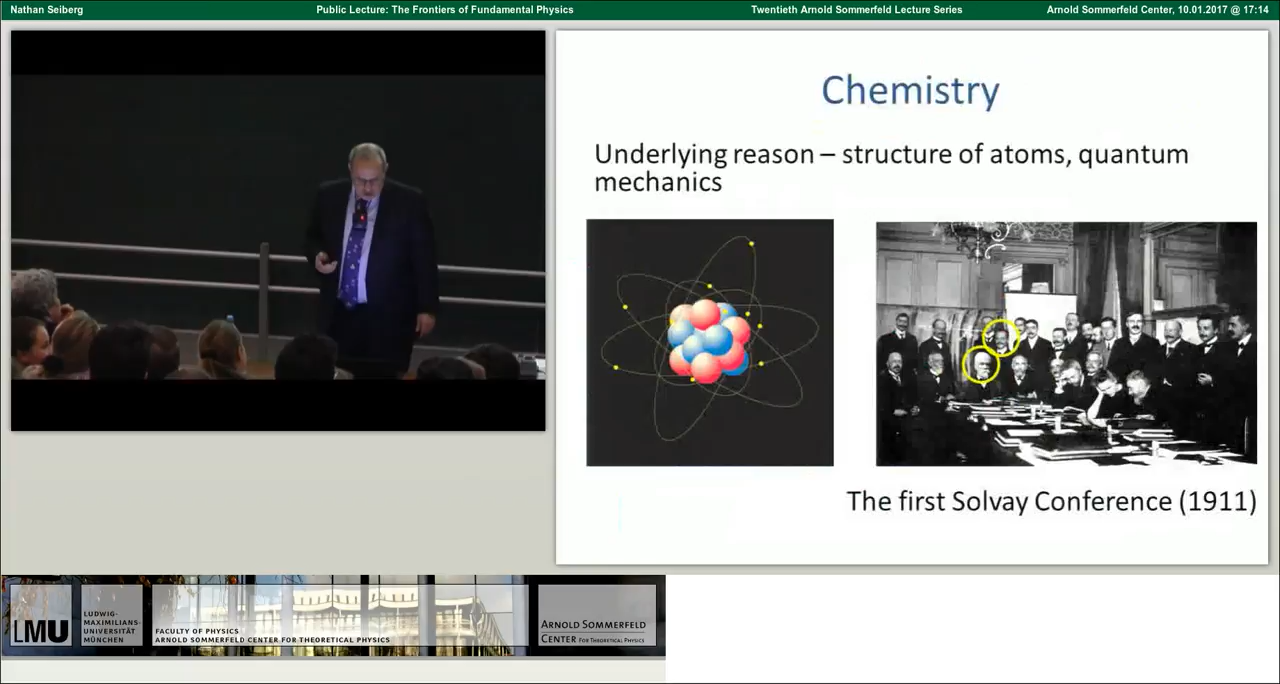 Nathan Seiberg
Public Lecture: The Frontiers of Fundamental Physics
Twentieth Arnold Sommerfeld Lecture Series
Arnold Sommerfeld Center, 10.01.2017 @ 17:14
Chemistry
Underlying reason – structure of atoms, quantum
mechanics
The first Solvay Conference (1911)
LMU
LUDWIG-
MAXIMILIANS-
UNIVERSITÄT
MÜNCHEN
FACULTY OF PHYSICS
ARNOLD SOMMERFELD CENTER FOR THEORETICAL PHYSICS
ARNOLD SOMMERFELD
CENTER FOR THEORETICAL PHYSICS